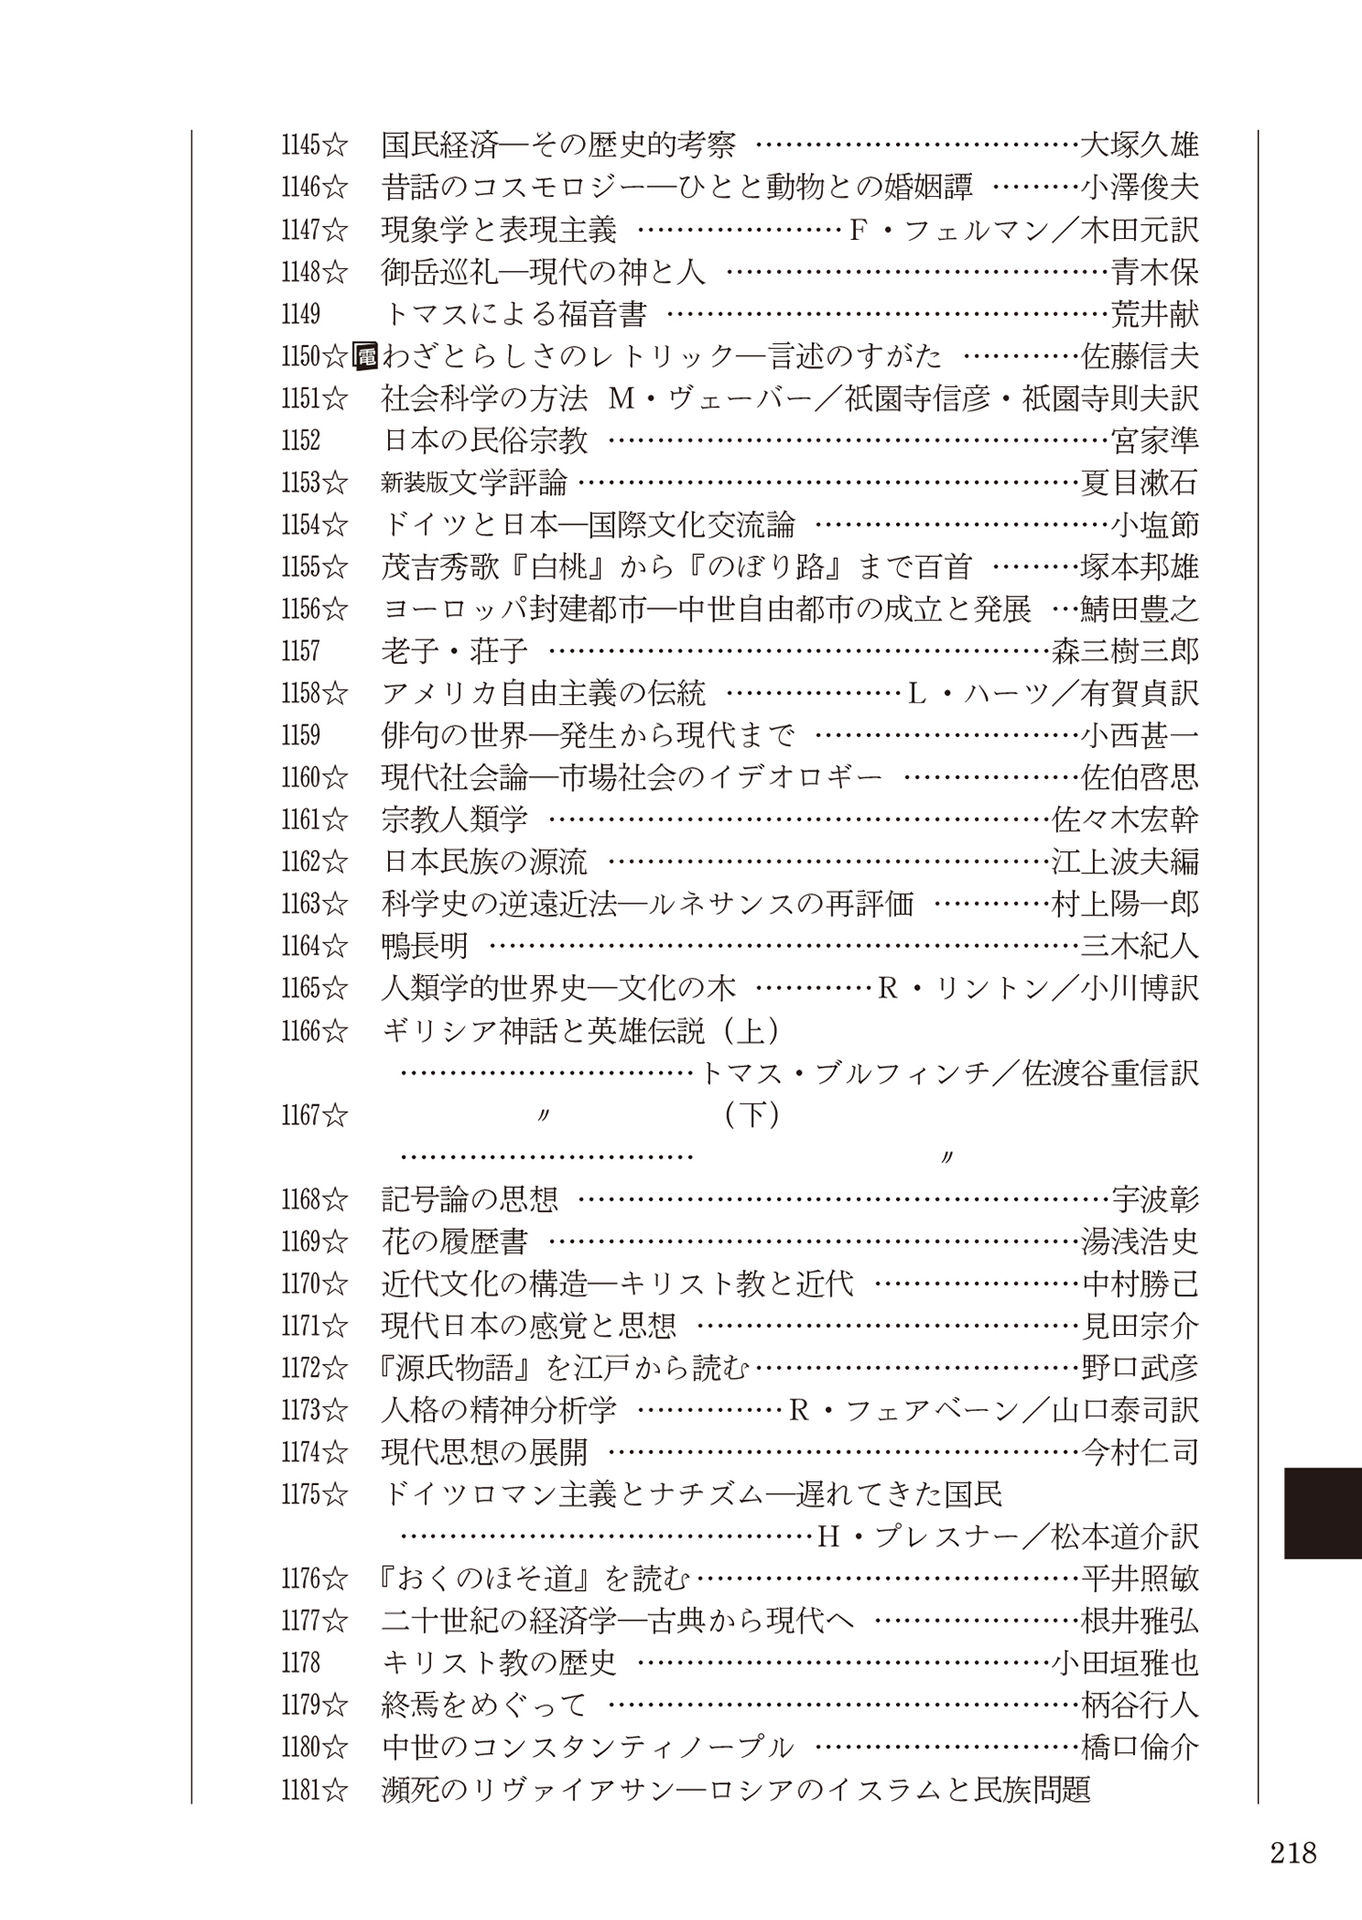 1145☆ 国民経済―その歴史的考察 ……………………………大塚久雄
1146☆ 昔話のコスモロジー―ひとと動物との婚姻譚 ………小澤俊夫
1147☆ 現象学と表現主義 …………………F・フェルマン／木田元訳
1148☆ 御岳巡礼―現代の神と人 …………………………………青木保
1149 トマスによる福音書 ………………………………………荒井献
1150☆電わざとらしさのレトリック―言述のすがた …………佐藤信夫
1151☆ 社会科学の方法 M・ヴェーバー／祇園寺信彦・祇園寺則夫訳
1152 日本の民俗宗教 ……………………………………………宮家準
1153☆ 新装版文学評論……………………………………………夏目漱石
1154☆ ドイツと日本―国際文化交流論 …………………………小塩節
1155☆ 茂吉秀歌『白桃』から『のぼり路』まで百首 ………塚本邦雄
1156☆ ヨーロッパ封建都市―中世自由都市の成立と発展 …鯖田豊之
1157 老子・荘子 ……………………………………………森三樹三郎
1158☆ アメリカ自由主義の伝統 ………………L・ハーツ／有賀貞訳
1159 俳句の世界―発生から現代まで ………………………小西甚一
1160☆ 現代社会論―市場社会のイデオロギー ………………佐伯啓思
1161☆ 宗教人類学 ……………………………………………佐々木宏幹
1162☆ 日本民族の源流 ………………………………………江上波夫編
1163☆ 科学史の逆遠近法―ルネサンスの再評価 …………村上陽一郎
1164☆ 鴨長明 ……………………………………………………三木紀人
1165☆ 人類学的世界史―文化の木 …………R・リントン／小川博訳
1166☆ ギリシア神話と英雄伝説（上）
…………………………トマス・ブルフィンチ／佐渡谷重信訳
1167☆ 〃 （下）
………………………… 〃
1168☆ 記号論の思想 ………………………………………………宇波彰
1169☆ 花の履歴書 ………………………………………………湯浅浩史
1170☆ 近代文化の構造―キリスト教と近代 …………………中村勝己
1171☆ 現代日本の感覚と思想 …………………………………見田宗介
1172☆ 『源氏物語』を江戸から読む……………………………野口武彦
1173☆ 人格の精神分析学 ……………R・フェアベーン／山口泰司訳
1174☆ 現代思想の展開 …………………………………………今村仁司
1175☆ ドイツロマン主義とナチズム―遅れてきた国民
……………………………………H・プレスナー／松本道介訳
1176☆ 『おくのほそ道』を読む…………………………………平井照敏
1177☆ 二十世紀の経済学―古典から現代へ …………………根井雅弘
1178 キリスト教の歴史 ……………………………………小田垣雅也
1179☆ 終焉をめぐって …………………………………………柄谷行人
1180☆ 中世のコンスタンティノープル ………………………橋口倫介
1181☆ 瀕死のリヴァイアサン―ロシアのイスラムと民族問題
218